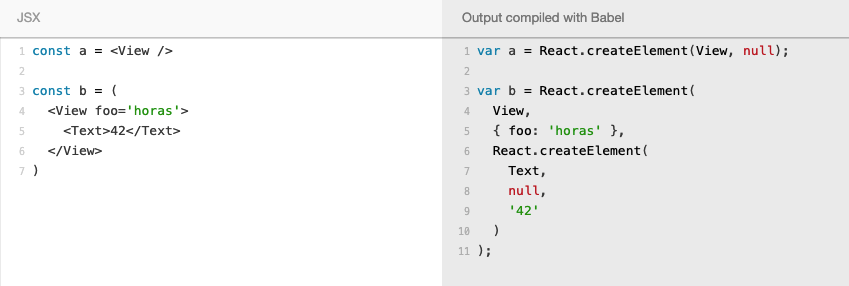 JSX
1 const a = <View />
2
3 const b = (
4   <View foo='horas'>
5     <Text>42</Text>
6   </View>
7 )
Output compiled with Babel
1 var a = React.createElement(View, null);
2
3 var b = React.createElement(
4   View,
5   { foo: 'horas' },
6   React.createElement(
7     Text,
8     null,
9     '42'
10   )
11 );